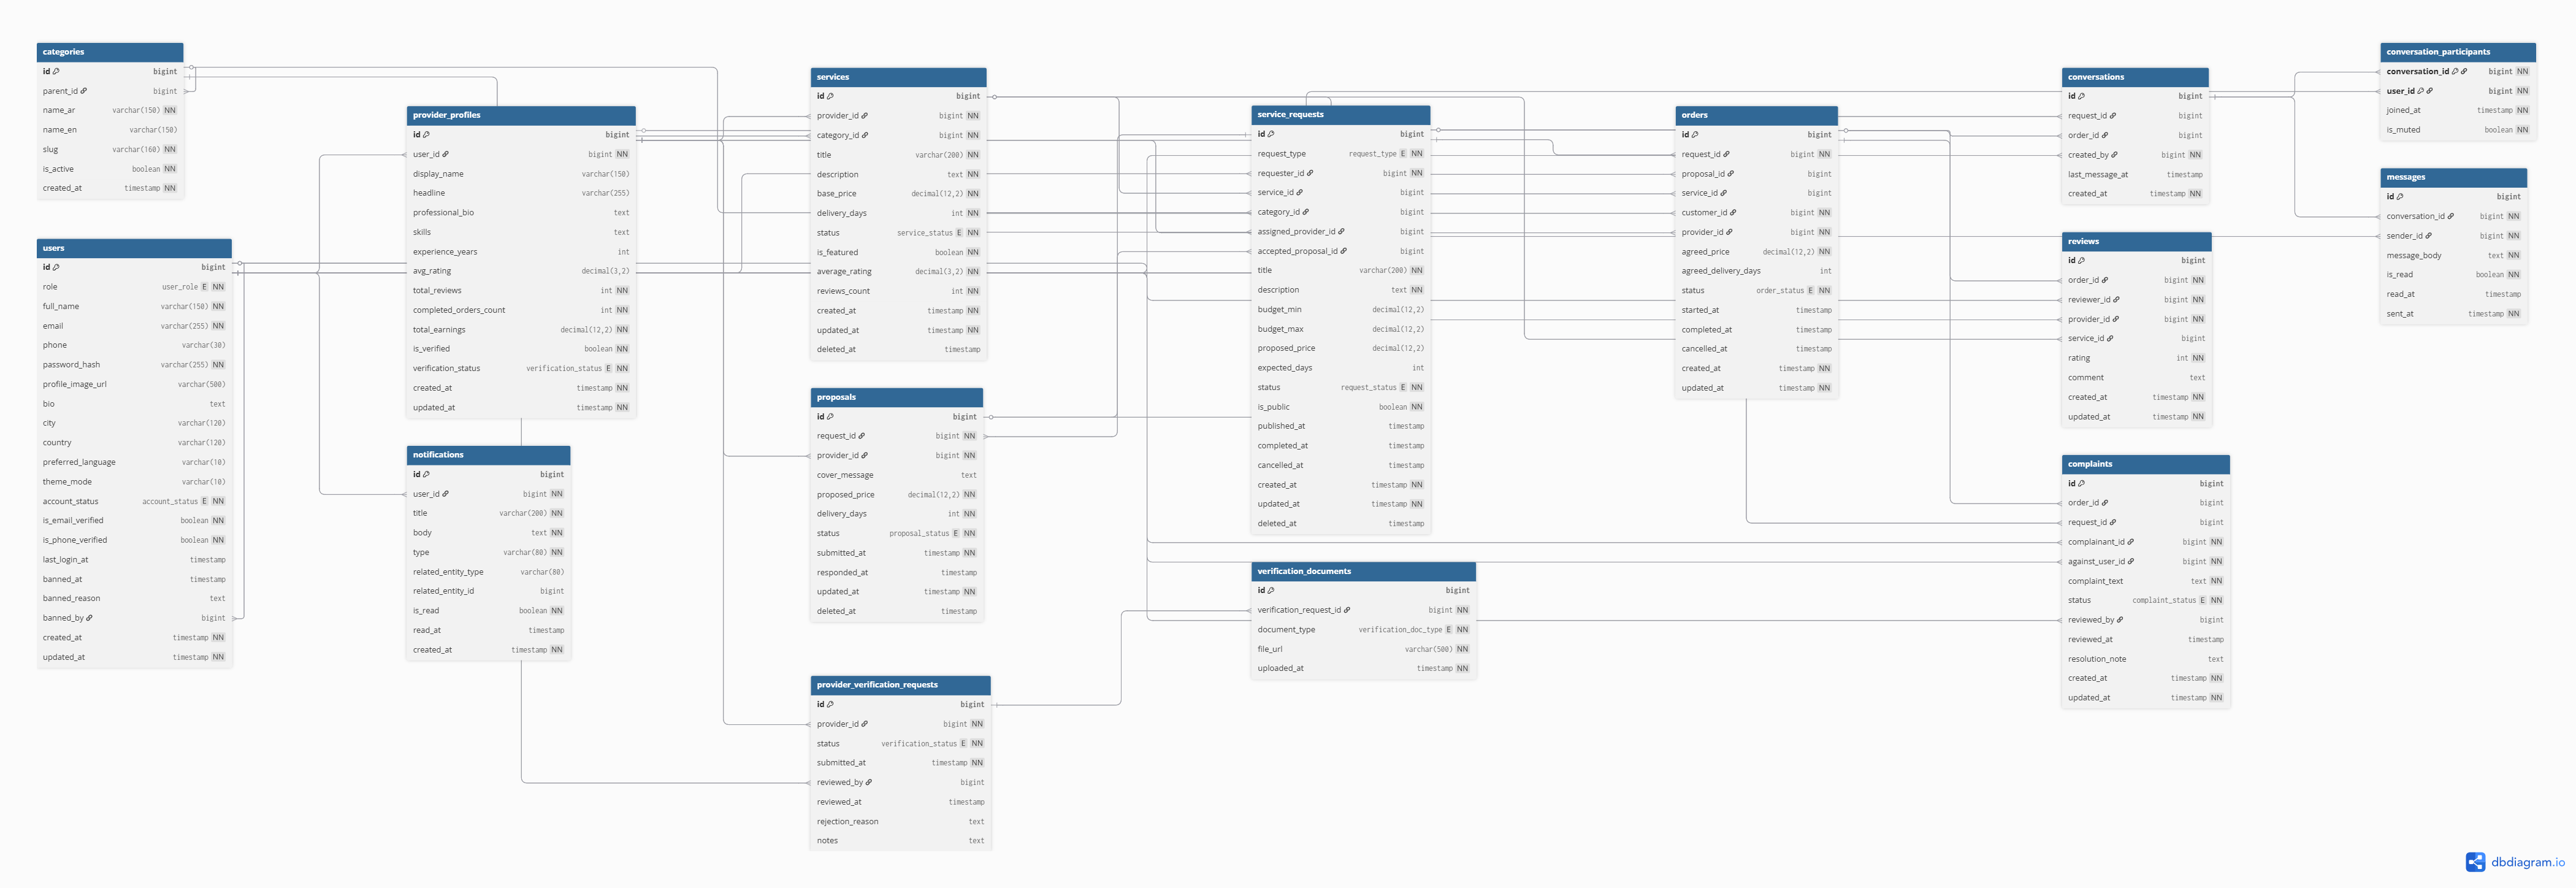 categories
id bigint
parent_id bigint
name_ar varchar(150) NN
name_en varchar(150)
slug varchar(160) NN
is_active boolean NN
created_at timestamp NN
users
id bigint
role user_role E NN
full_name varchar(150) NN
email varchar(255) NN
phone varchar(30)
password_hash varchar(255) NN
profile_image_url varchar(500)
bio text
city varchar(120)
country varchar(120)
preferred_language varchar(10)
theme_mode varchar(10)
account_status account_status E NN
is_email_verified boolean NN
is_phone_verified boolean NN
last_login_at timestamp
banned_at timestamp
banned_reason text
banned_by bigint
created_at timestamp NN
updated_at timestamp NN
provider_profiles
id bigint
user_id bigint NN
display_name varchar(150)
headline varchar(255)
professional_bio text
skills text
experience_years int
avg_rating decimal(3,2)
total_reviews int NN
completed_orders_count int NN
total_earnings decimal(12,2) NN
is_verified boolean NN
verification_status verification_status E NN
created_at timestamp NN
updated_at timestamp NN
notifications
id bigint
user_id bigint NN
title varchar(200) NN
body text NN
type varchar(80) NN
related_entity_type varchar(80)
related_entity_id bigint
is_read boolean NN
read_at timestamp
created_at timestamp NN
services
id bigint
provider_id bigint NN
category_id bigint NN
title varchar(200) NN
description text NN
base_price decimal(12,2) NN
delivery_days int NN
status service_status E NN
is_featured boolean NN
average_rating decimal(3,2) NN
reviews_count int NN
created_at timestamp NN
updated_at timestamp NN
deleted_at timestamp
proposals
id bigint
request_id bigint NN
provider_id bigint NN
cover_message text
proposed_price decimal(12,2) NN
delivery_days int NN
status proposal_status E NN
submitted_at timestamp NN
responded_at timestamp
updated_at timestamp NN
deleted_at timestamp
provider_verification_requests
id bigint
provider_id bigint NN
status verification_status E NN
submitted_at timestamp NN
reviewed_by bigint
reviewed_at timestamp
rejection_reason text
notes text
service_requests
id bigint
request_type request_type E NN
requester_id bigint NN
service_id bigint
category_id bigint
assigned_provider_id bigint
accepted_proposal_id bigint
title varchar(200) NN
description text NN
budget_min decimal(12,2)
budget_max decimal(12,2)
proposed_price decimal(12,2)
expected_days int
status request_status E NN
is_public boolean NN
published_at timestamp
completed_at timestamp
cancelled_at timestamp
created_at timestamp NN
updated_at timestamp NN
deleted_at timestamp
verification_documents
id bigint
verification_request_id bigint NN
document_type verification_doc_type E NN
file_url varchar(500) NN
uploaded_at timestamp NN
orders
id bigint
request_id bigint NN
proposal_id bigint
service_id bigint
customer_id bigint NN
provider_id bigint NN
agreed_price decimal(12,2) NN
agreed_delivery_days int
status order_status E NN
started_at timestamp
completed_at timestamp
cancelled_at timestamp
created_at timestamp NN
updated_at timestamp NN
conversations
id bigint
request_id bigint
order_id bigint
created_by bigint NN
last_message_at timestamp
created_at timestamp NN
reviews
id bigint
order_id bigint NN
reviewer_id bigint NN
provider_id bigint NN
service_id bigint
rating int NN
comment text
created_at timestamp NN
updated_at timestamp NN
complaints
id bigint
order_id bigint
request_id bigint
complainant_id bigint NN
against_user_id bigint NN
complaint_text text NN
status complaint_status E NN
reviewed_by bigint
reviewed_at timestamp
resolution_note text
created_at timestamp NN
updated_at timestamp NN
conversation_participants
conversation_id bigint NN
user_id bigint NN
joined_at timestamp NN
is_muted boolean NN
messages
id bigint
conversation_id bigint NN
sender_id bigint NN
message_body text NN
is_read boolean NN
read_at timestamp
sent_at timestamp NN
dbdiagram.io